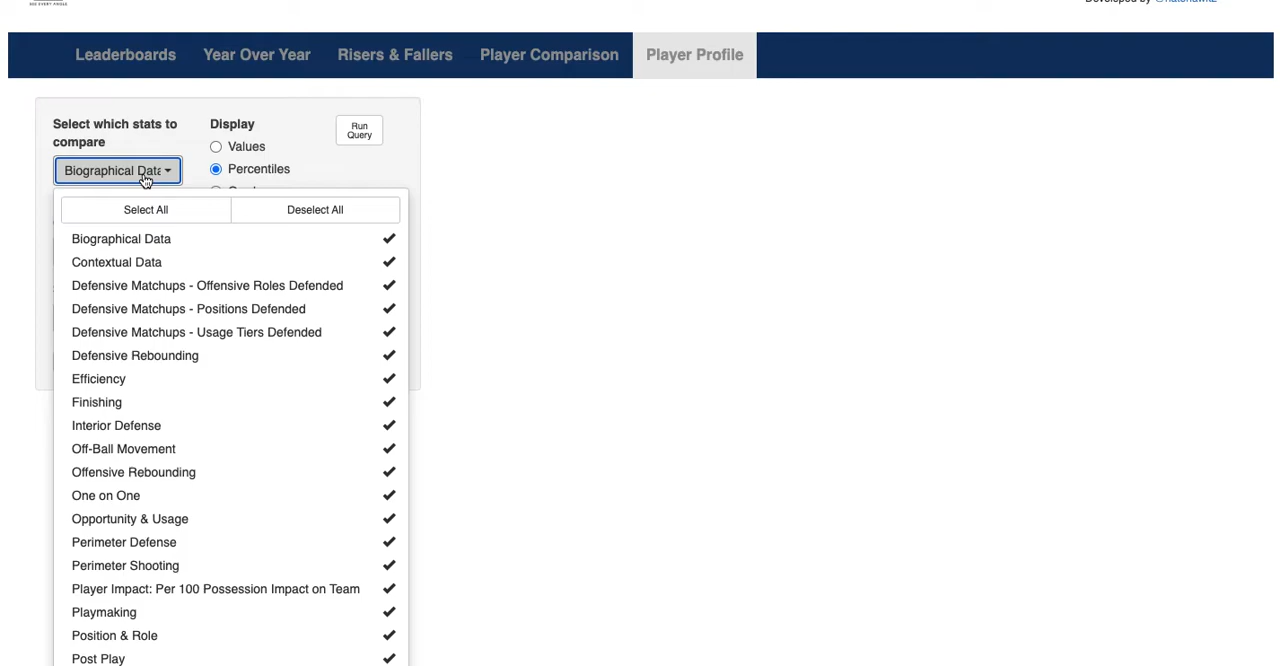 Leaderboards Year Over Year Risers & Fallers Player Comparison Player Profile
Select which stats to compare
Display
Run Query
Values
Biographical Data
Percentiles
Select All Deselect All
Biographical Data
Contextual Data
Defensive Matchups - Offensive Roles Defended
Defensive Matchups - Positions Defended
Defensive Matchups - Usage Tiers Defended
Defensive Rebounding
Efficiency
Finishing
Interior Defense
Off-Ball Movement
Offensive Rebounding
One on One
Opportunity & Usage
Perimeter Defense
Perimeter Shooting
Player Impact: Per 100 Possession Impact on Team
Playmaking
Position & Role
Post Play